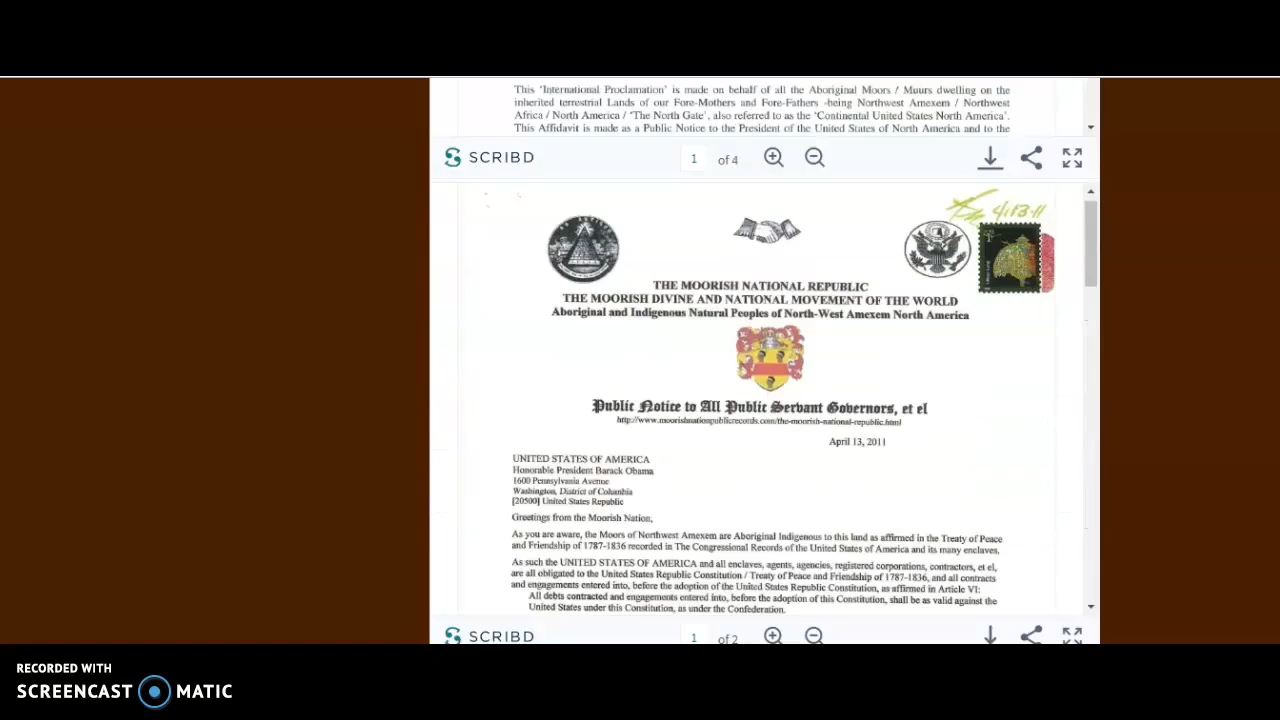 This 'International Proclamation' is made on behalf of all the Aboriginal Moors / Muurs dwelling on the
inherited terrestrial Lands of our Fore-Mothers and Fore-Fathers -being Northwest Amexem / Northwest
Africa / North America / 'The North Gate', also referred to as the 'Continental United States North America'.
This Affidavit is made as a Public Notice to the President of the United States of North America and to the
SCRIBD 1 of 4
4/13-11
THE MOORISH NATIONAL REPUBLIC
THE MOORISH DIVINE AND NATIONAL MOVEMENT OF THE WORLD
Aboriginal and Indigenous Natural Peoples of North-West Amexem North America
Public Notice to All Public Servant Governors, et el
http://www.moorishnationpublicrecords.com/the-moorish-national-republic.html
April 13, 2011
UNITED STATES OF AMERICA
Honorable President Barack Obama
1600 Pennsylvania Avenue
Washington, District of Columbia
[20500] United States Republic
Greetings from the Moorish Nation,
As you are aware, the Moors of Northwest Amexem are Aboriginal Indigenous to this land as affirmed in the Treaty of Peace
and Friendship of 1787-1836 recorded in The Congressional Records of the United States of America and its many enclaves.
As such the UNITED STATES OF AMERICA and all enclaves, agents, agencies, registered corporations, contractors, et el,
are all obligated to the United States Republic Constitution / Treaty of Peace and Friendship of 1787-1836, and all contracts
and engagements entered into, before the adoption of the United States Republic Constitution, as affirmed in Article VI:
All debts contracted and engagements entered into, before the adoption of this Constitution, shall be as valid against the
United States under this Constitution, as under the Confederation.
SCRIBD 1 of 2
RECORDED WITH
SCREENCAST MATIC